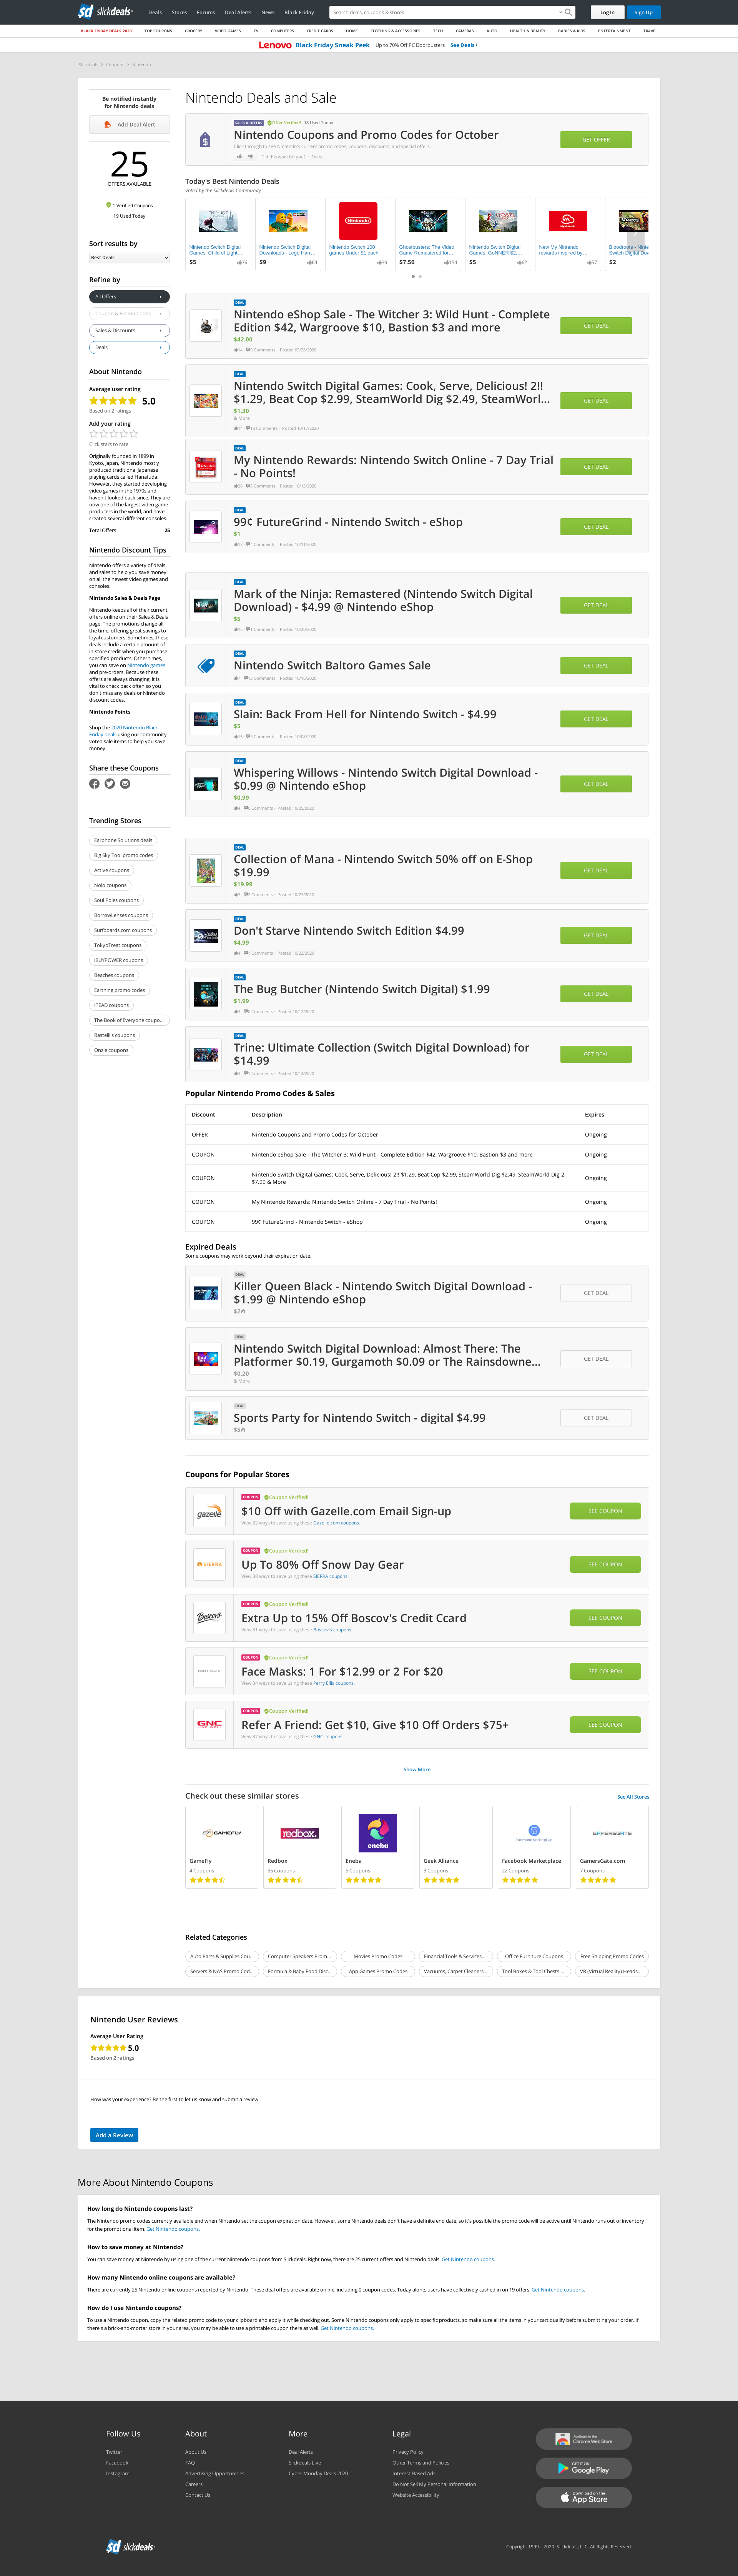 slickdeals
Deals Stores Forums Deal Alerts News Black Friday
Search deals, coupons & stores
Log In Sign Up
BLACK FRIDAY DEALS 2020 TOP COUPONS GROCERY VIDEO GAMES TV COMPUTERS CREDIT CARDS HOME CLOTHING & ACCESSORIES TECH CAMERAS AUTO HEALTH & BEAUTY BABIES & KIDS ENTERTAINMENT TRAVEL
Lenovo Black Friday Sneak Peek Up to 70% Off PC Doorbusters See Deals
Slickdeals > Coupons > Nintendo
Be notified instantly
for Nintendo deals
Add Deal Alert
25
OFFERS AVAILABLE
1 Verified Coupons
19 Used Today
Sort results by
Best Deals
Refine by
All Offers
Coupon & Promo Codes
Sales & Discounts
Deals
About Nintendo
Average user rating
5.0
Based on 2 ratings
Add your rating
Click stars to rate
Originally founded in 1899 in
Kyoto, Japan, Nintendo mostly
produced traditional Japanese
playing cards called Hanafuda.
However, they started developing
video games in the 1970s and
haven't looked back since. They are
now one of the largest video game
producers in the world, and have
created several different consoles.
Total Offers 25
Nintendo Discount Tips
Nintendo offers a variety of deals
and sales to help you save money
on all the newest video games and
consoles.
Nintendo Sales & Deals Page
Nintendo keeps all of their current
offers online on their Sales & Deals
page. The promotions change all
the time, offering great savings to
loyal customers. Sometimes, these
deals include a certain amount of
in-store credit when you purchase
specified products. Other times,
you can save on Nintendo games
and pre-orders. Because these
offers are always changing, it is
vital to check back often so you
don't miss any deals or Nintendo
discount codes.
Nintendo Points
Shop the 2020 Nintendo Black
Friday deals using our community
voted sale items to help you save
money.
Share these Coupons
Trending Stores
Earphone Solutions deals
Big Sky Tool promo codes
Active coupons
Nolo coupons
Soul Poles coupons
BorrowLenses coupons
Surfboards.com coupons
TokyoTreat coupons
iBUYPOWER coupons
Beaches coupons
Earthing promo codes
ITEAD coupons
The Book of Everyone coupo...
Rastelli's coupons
Onzie coupons
Nintendo Deals and Sale
SALES & OFFERS Offer Verified! 18 Used Today
Nintendo Coupons and Promo Codes for October
Click through to see Nintendo's current promo codes, coupons, discounts, and special offers.
Did this work for you? Share
GET OFFER
Today's Best Nintendo Deals
Voted by the Slickdeals Community
Nintendo Switch Digital
Games: Child of Light...
$5 76
Nintendo Switch Digital
Downloads - Lego Harr...
$9 64
Nintendo
Nintendo Switch 100
games Under $1 each
39
Ghostbusters: The Video
Game Remastered for...
$7.50 154
Nintendo Switch Digital
Games: GoNNER $2,...
$5 62
New My Nintendo
rewards inspired by...
57
$2
DEAL
Nintendo eShop Sale - The Witcher 3: Wild Hunt - Complete
Edition $42, Wargroove $10, Bastion $3 and more
$42.00
GET DEAL
DEAL
Nintendo Switch Digital Games: Cook, Serve, Delicious! 2!!
$1.29, Beat Cop $2.99, SteamWorld Dig $2.49, SteamWorl...
$1.30
& More
GET DEAL
DEAL
My Nintendo Rewards: Nintendo Switch Online - 7 Day Trial
- No Points!
GET DEAL
DEAL
99¢ FutureGrind - Nintendo Switch - eShop
$1
GET DEAL
DEAL
Mark of the Ninja: Remastered (Nintendo Switch Digital
Download) - $4.99 @ Nintendo eShop
$5
GET DEAL
DEAL
Nintendo Switch Baltoro Games Sale
GET DEAL
DEAL
Slain: Back From Hell for Nintendo Switch - $4.99
$5
GET DEAL
DEAL
Whispering Willows - Nintendo Switch Digital Download -
$0.99 @ Nintendo eShop
$0.99
GET DEAL
DEAL
Collection of Mana - Nintendo Switch 50% off on E-Shop
$19.99
$19.99
GET DEAL
DEAL
Don't Starve Nintendo Switch Edition $4.99
$4.99
GET DEAL
DEAL
The Bug Butcher (Nintendo Switch Digital) $1.99
$1.99
GET DEAL
DEAL
Trine: Ultimate Collection (Switch Digital Download) for
$14.99
GET DEAL
Popular Nintendo Promo Codes & Sales
Discount Description Expires
OFFER Nintendo Coupons and Promo Codes for October Ongoing
COUPON Nintendo eShop Sale - The Witcher 3: Wild Hunt - Complete Edition $42, Wargroove $10, Bastion $3 and more Ongoing
COUPON Nintendo Switch Digital Games: Cook, Serve, Delicious! 2!! $1.29, Beat Cop $2.99, SteamWorld Dig $2.49, SteamWorld Dig 2
$7.99 & More Ongoing
COUPON My Nintendo Rewards: Nintendo Switch Online - 7 Day Trial - No Points! Ongoing
COUPON 99¢ FutureGrind - Nintendo Switch - eShop Ongoing
Expired Deals
Some coupons may work beyond their expiration date.
DEAL
Killer Queen Black - Nintendo Switch Digital Download -
$1.99 @ Nintendo eShop
GET DEAL
DEAL
Nintendo Switch Digital Download: Almost There: The
Platformer $0.19, Gurgamoth $0.09 or The Rainsdowne...
$0.20
& More
GET DEAL
DEAL
Sports Party for Nintendo Switch - digital $4.99
GET DEAL
Coupons for Popular Stores
gazelle
COUPON Coupon Verified!
$10 Off with Gazelle.com Email Sign-up
View 32 ways to save using these Gazelle.com coupons.
SEE COUPON
SIERRA
COUPON Coupon Verified!
Up To 80% Off Snow Day Gear
View 38 ways to save using these SIERRA coupons.
SEE COUPON
Boscov's
COUPON Coupon Verified!
Extra Up to 15% Off Boscov's Credit Ccard
View 31 ways to save using these Boscov's coupons.
SEE COUPON
PERRY ELLIS
COUPON Coupon Verified!
Face Masks: 1 For $12.99 or 2 For $20
View 34 ways to save using these Perry Ellis coupons.
SEE COUPON
GNC
LIVE WELL
COUPON Coupon Verified!
Refer A Friend: Get $10, Give $10 Off Orders $75+
View 37 ways to save using these GNC coupons.
SEE COUPON
Show More
Check out these similar stores See All Stores
GAMEFLY redbox. eneba Facebook Marketplace GAMERSGATE
GameFly Redbox Eneba Geek Alliance Facebook Marketplace GamersGate.com
4 Coupons 55 Coupons 5 Coupons 3 Coupons 22 Coupons 7 Coupons
Related Categories
Auto Parts & Supplies Cou... Computer Speakers Prom... Movies Promo Codes Financial Tools & Services ... Office Furniture Coupons Free Shipping Promo Codes
Servers & NAS Promo Cod... Formula & Baby Food Disc... App Games Promo Codes Vacuums, Carpet Cleaners... Tool Boxes & Tool Chests ... VR (Virtual Reality) Heads...
Nintendo User Reviews
Average User Rating
5.0
Based on 2 ratings
How was your experience? Be the first to let us know and submit a review.
Add a Review
More About Nintendo Coupons
How long do Nintendo coupons last?
The Nintendo promo codes currently available end when Nintendo set the coupon expiration date. However, some Nintendo deals don't have a definite end date, so it's possible the promo code will be active until Nintendo runs out of inventory
for the promotional item. Get Nintendo coupons.
How to save money at Nintendo?
You can save money at Nintendo by using one of the current Nintendo coupons from Slickdeals. Right now, there are 25 current offers and Nintendo deals. Get Nintendo coupons.
How many Nintendo online coupons are available?
There are currently 25 Nintendo online coupons reported by Nintendo. These deal offers are available online, including 0 coupon codes. Today alone, users have collectively cashed in on 19 offers. Get Nintendo coupons.
How do I use Nintendo coupons?
To use a Nintendo coupon, copy the related promo code to your clipboard and apply it while checking out. Some Nintendo coupons only apply to specific products, so make sure all the items in your cart qualify before submitting your order. If
there's a brick-and-mortar store in your area, you may be able to use a printable coupon there as well. Get Nintendo coupons.
Follow Us About More Legal
Twitter About Us Deal Alerts Privacy Policy
Facebook FAQ Slickdeals Live Other Terms and Policies
Instagram Advertising Opportunities Cyber Monday Deals 2020 Interest-Based Ads
Careers Do Not Sell My Personal Information
Contact Us Website Accessibility
Available in the
Chrome Web Store
GET IT ON
Google Play
Download on the
App Store
slickdeals
Copyright 1999 – 2020. Slickdeals, LLC. All Rights Reserved.